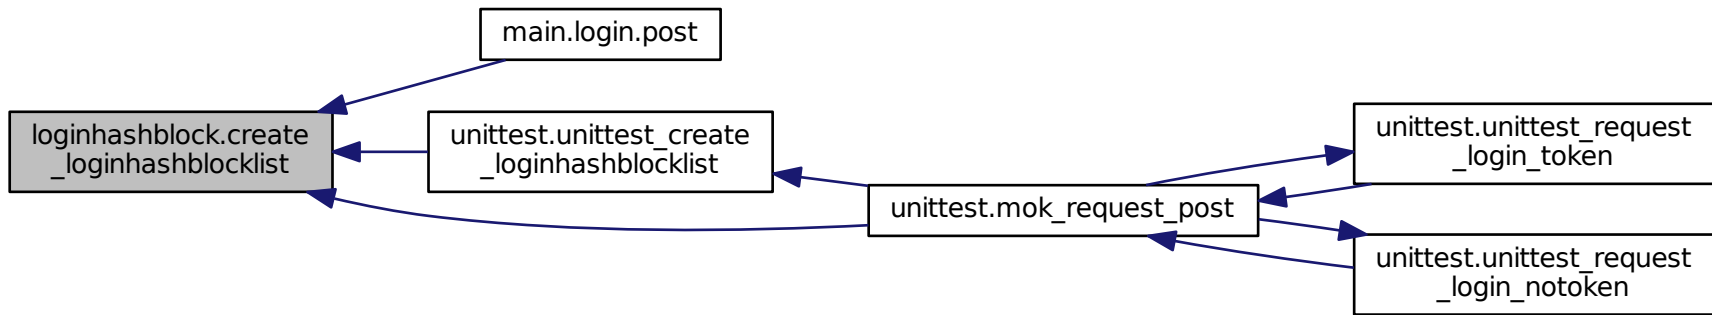 main.login.post
loginhashblock.create
_loginhashblocklist
unittest.unittest_create
_loginhashblocklist
unittest.mok_request_post
unittest.unittest_request
_login_token
unittest.unittest_request
_login_notoken